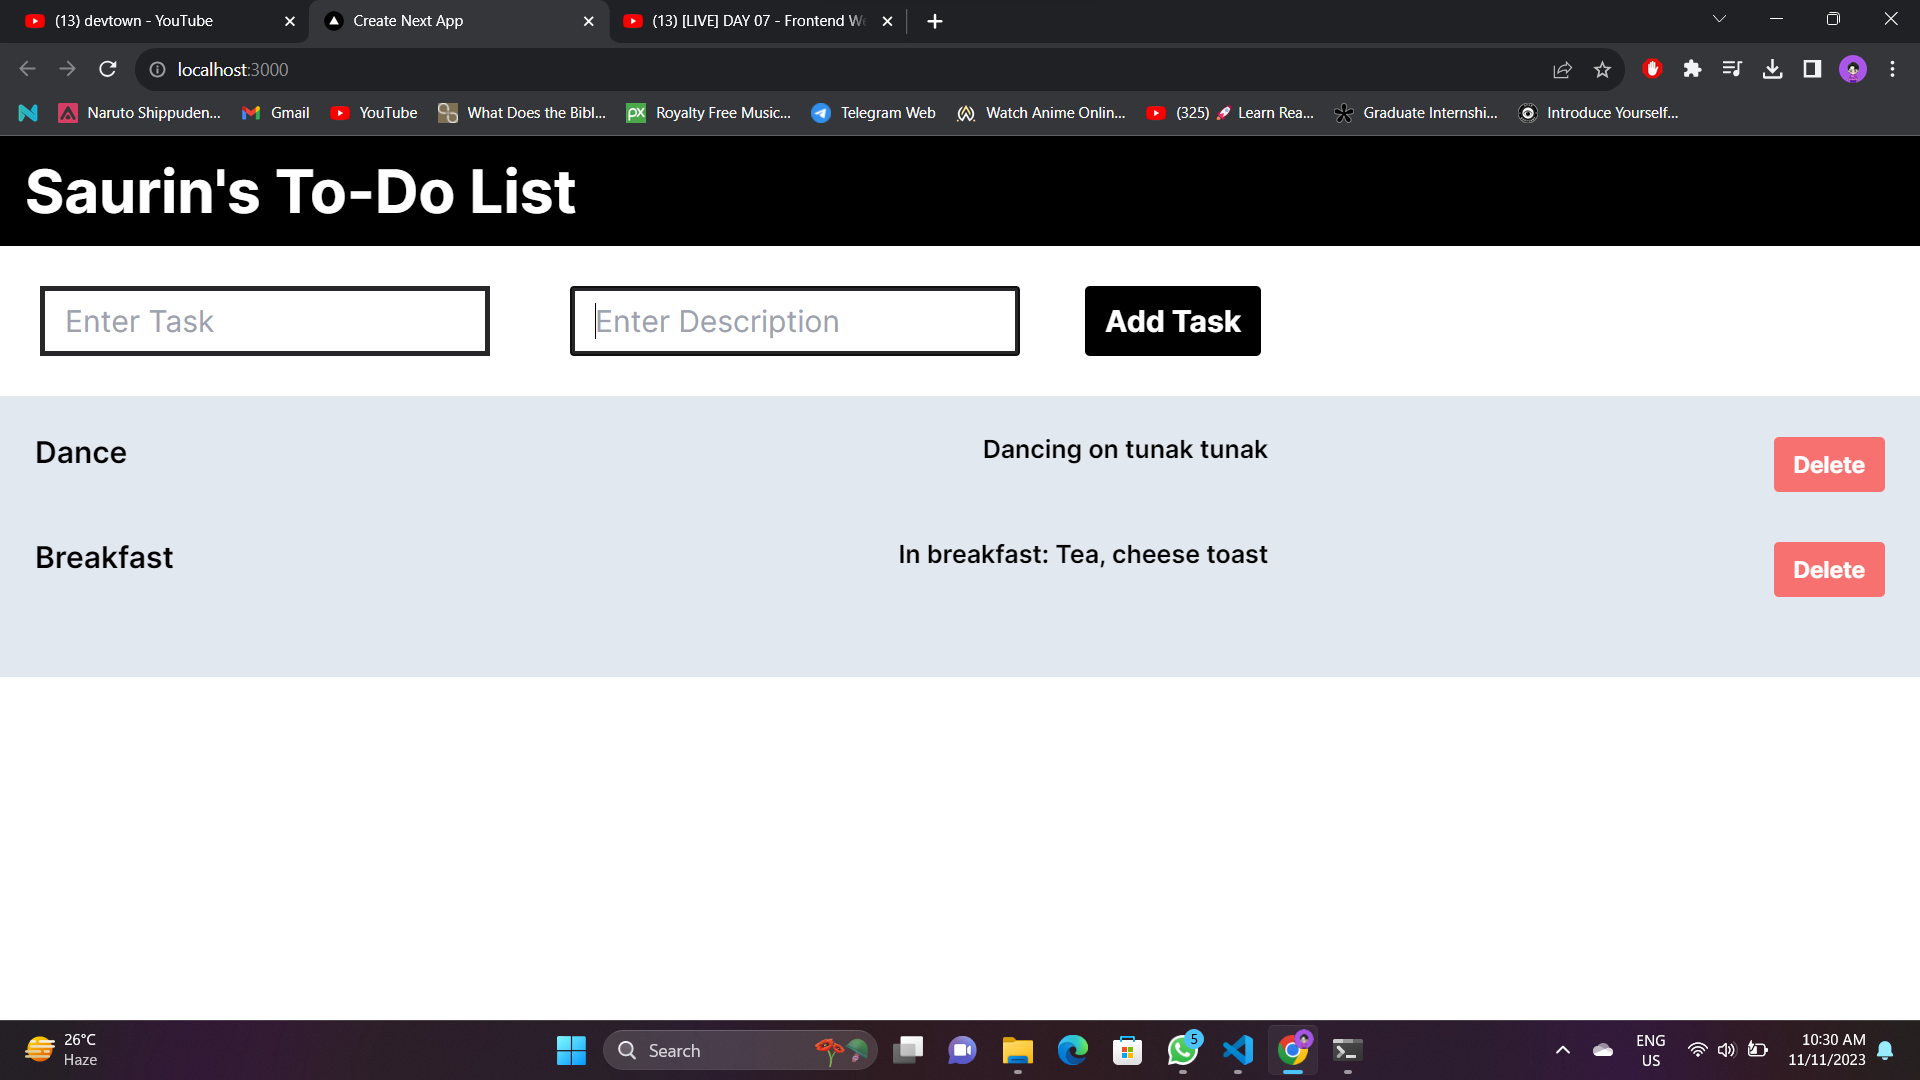 (13) devtown - YouTube
Create Next App
(13) [LIVE] DAY 07 - Frontend We
localhost:3000
Naruto Shippuden...
Gmail
YouTube
What Does the Bibl...
Royalty Free Music...
Telegram Web
Watch Anime Onlin...
(325) 🚀 Learn Rea...
Graduate Internshi...
Introduce Yourself...
Saurin's To-Do List
Enter Task
Enter Description
Add Task
Dance
Dancing on tunak tunak
Delete
Breakfast
In breakfast: Tea, cheese toast
Delete
26°C
Haze
Search
5
ENG
US
10:30 AM
11/11/2023